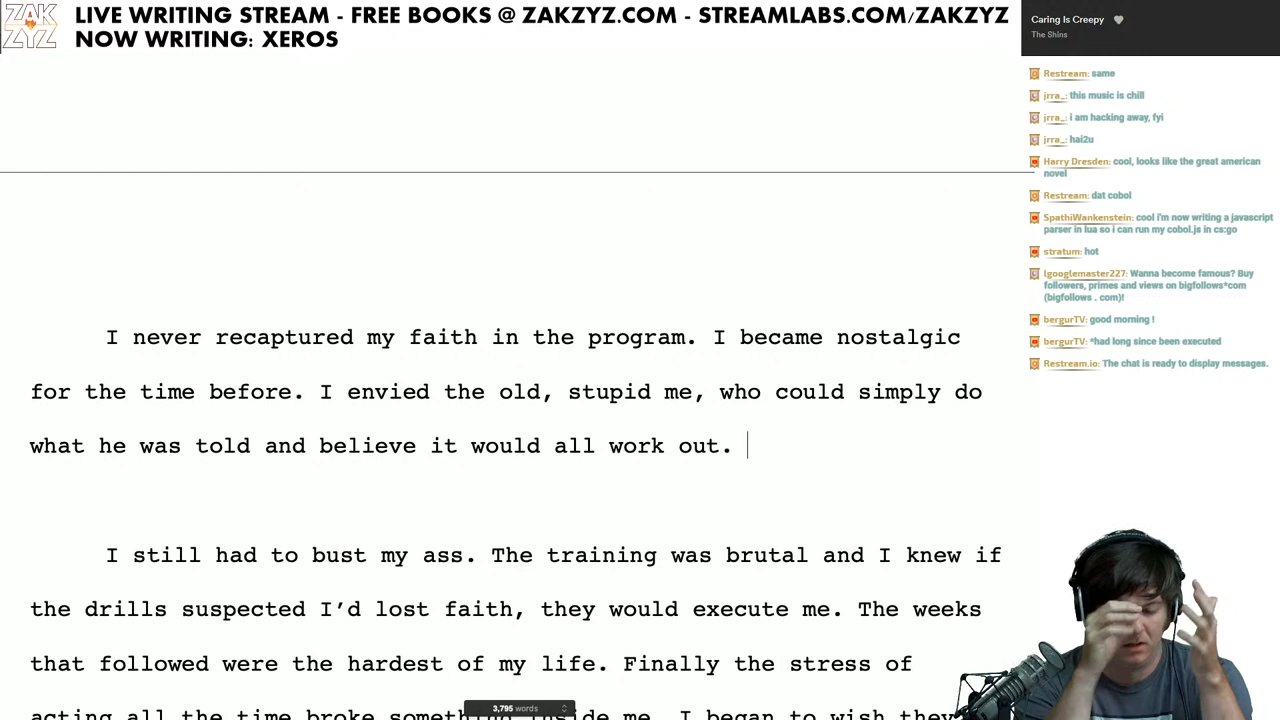 ZAK
ZYZ
LIVE WRITING STREAM - FREE BOOKS @ ZAKZYZ.COM - STREAMLABS.COM/ZAKZYZ
NOW WRITING: XEROS
Caring Is Creepy
The Shins
Restream: same
jrra_: this music is chill
jrra_: i am hacking away, fyi
jrra_: hai2u
Harry Dresden: cool, looks like the great american
novel
Restream: dat cobol
SpathiWankenstein: cool i'm now writing a javascript
parser in lua so i can run my cobol.js in cs:go
stratum: hot
lgooglemaster227: Wanna become famous? Buy
followers, primes and views on bigfollows*com
(bigfollows . com)!
bergurTV: good morning !
bergurTV: *had long since been executed
Restream.io: The chat is ready to display messages.
I never recaptured my faith in the program. I became nostalgic
for the time before. I envied the old, stupid me, who could simply do
what he was told and believe it would all work out.
I still had to bust my ass. The training was brutal and I knew if
the drills suspected I’d lost faith, they would execute me. The weeks
that followed were the hardest of my life. Finally the stress of
acting all the time broke something inside me. I began to wish they
3,795 words